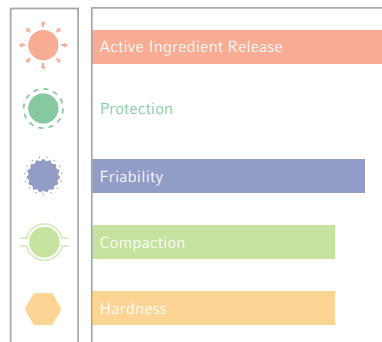 Active Ingredient Release
Protection
Friability
Compaction
Hardness